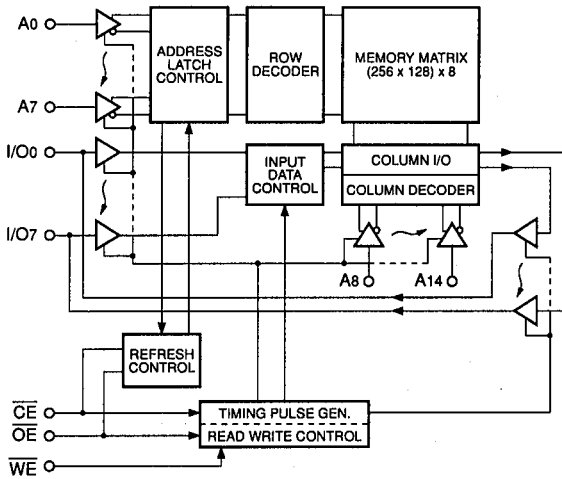 A0
ADDRESS
LATCH
CONTROL
ROW
DECODER
MEMORY MATRIX
(256 x 128) x 8
A7
I/O0
INPUT
DATA
CONTROL
COLUMN I/O
COLUMN DECODER
I/O7
A8
A14
REFRESH
CONTROL
CE
TIMING PULSE GEN.
OE
READ WRITE CONTROL
WE